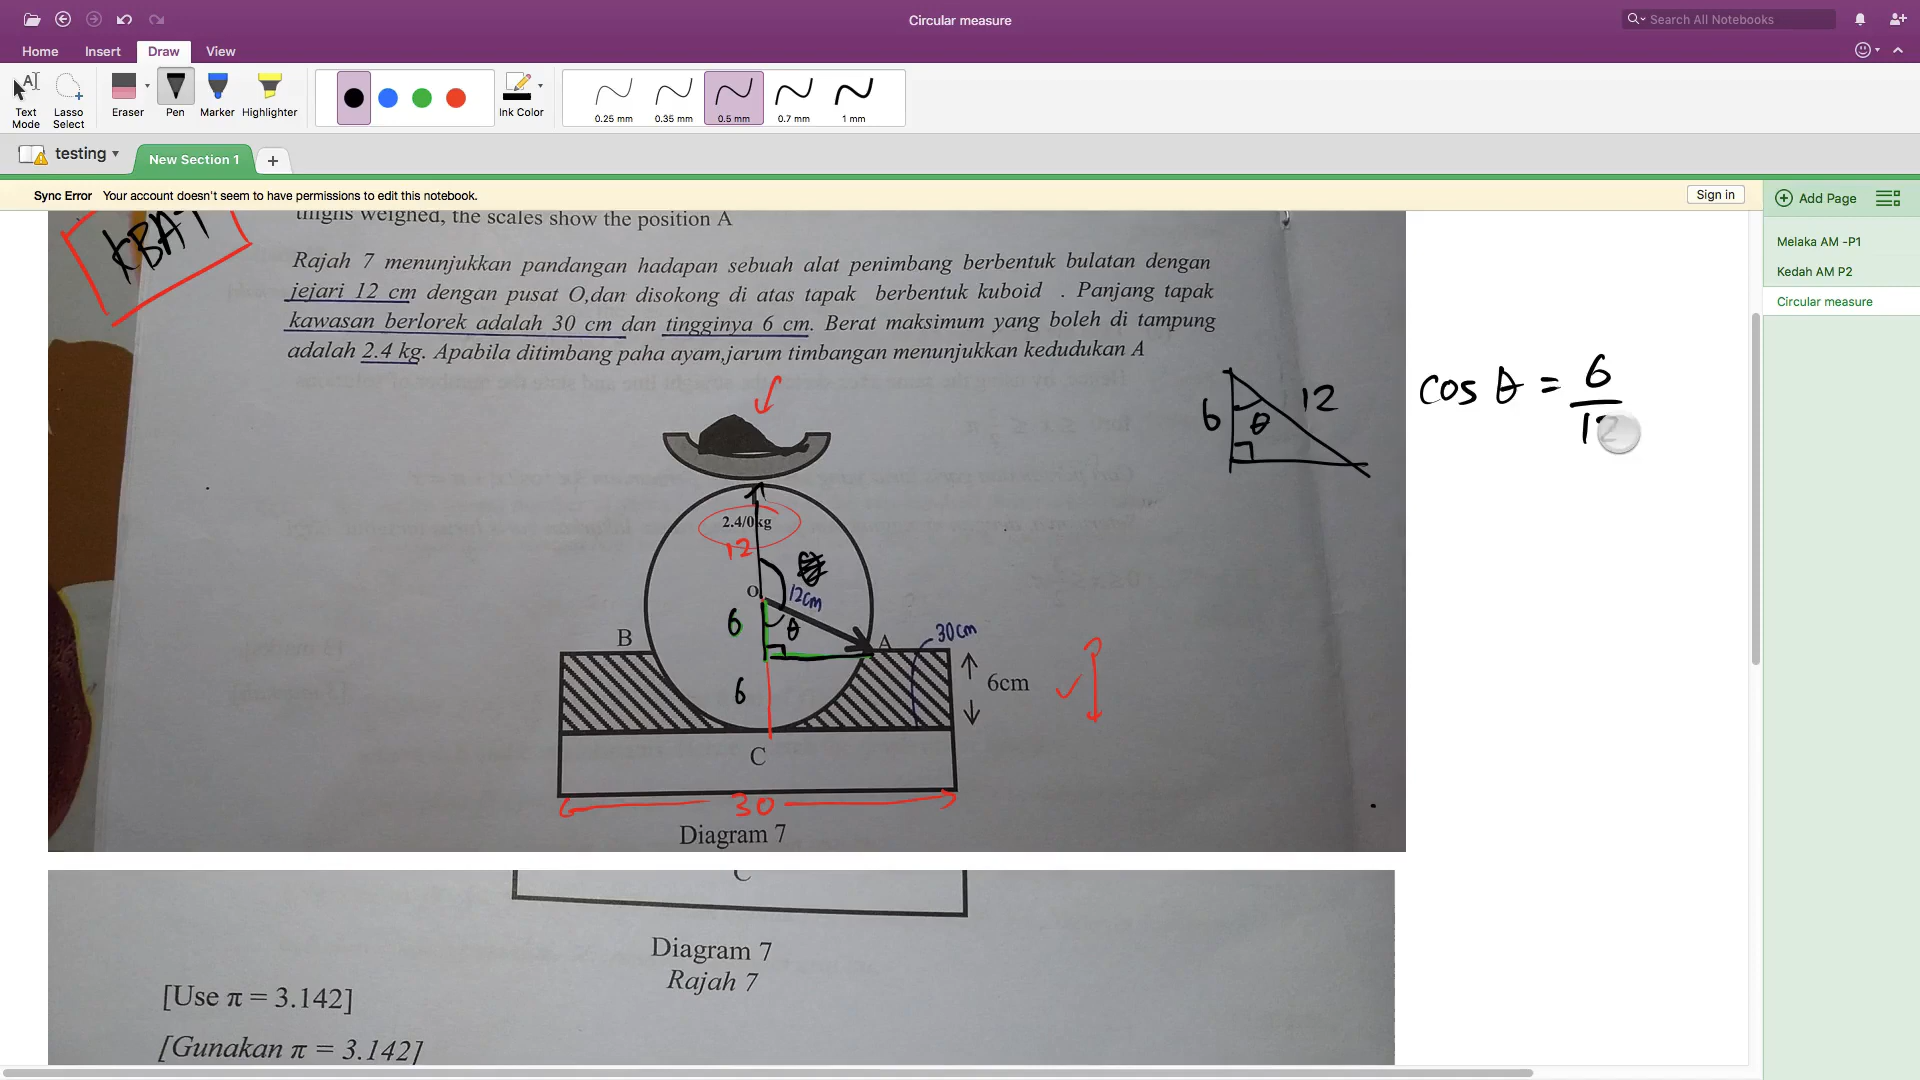 Circular measure
Search All Notebooks
Home Insert Draw View
Text Mode
Lasso Select
Eraser
Pen
Marker
Highlighter
Ink Color
0.25 mm 0.35 mm 0.5 mm 0.7 mm 1 mm
testing
New Section 1
+
Sync Error Your account doesn't seem to have permissions to edit this notebook.
Sign in
Add Page
Melaka AM -P1
Kedah AM P2
Circular measure
KBAT
thighs weighed, the scales show the position A
Rajah 7 menunjukkan pandangan hadapan sebuah alat penimbang berbentuk bulatan dengan
jejari 12 cm dengan pusat O,dan disokong di atas tapak berbentuk kuboid . Panjang tapak
kawasan berlorek adalah 30 cm dan tingginya 6 cm. Berat maksimum yang boleh di tampung
adalah 2.4 kg. Apabila ditimbang paha ayam,jarum timbangan menunjukkan kedudukan A
6 12
θ
cos θ = 6
12
2.4/0kg
12
O 12cm
6 θ
B A 30cm
6 6cm
C
30
Diagram 7
C
Diagram 7
Rajah 7
[Use π = 3.142]
[Gunakan π = 3.142]